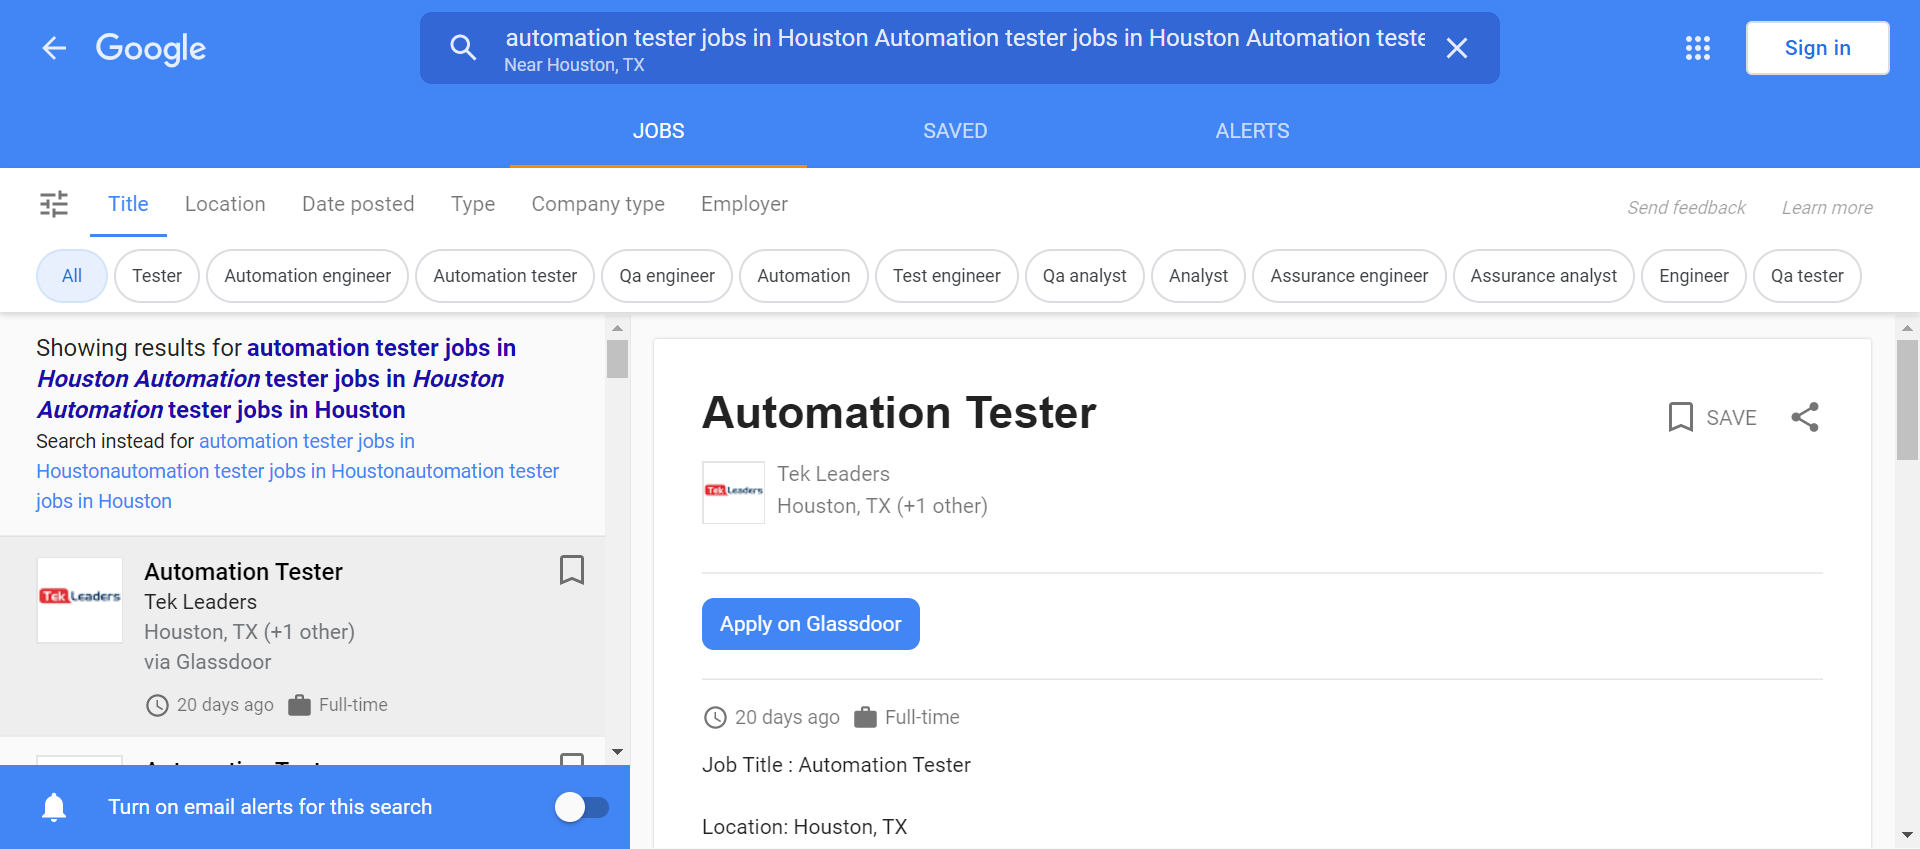 Google
automation tester jobs in Houston Automation tester jobs in Houston Automation teste
Near Houston, TX
Sign in
JOBS
SAVED
ALERTS
Title
Location
Date posted
Type
Company type
Employer
Send feedback
Learn more
All
Tester
Automation engineer
Automation tester
Qa engineer
Automation
Test engineer
Qa analyst
Analyst
Assurance engineer
Assurance analyst
Engineer
Qa tester
Showing results for automation tester jobs in
Houston Automation tester jobs in Houston
Automation tester jobs in Houston
Search instead for automation tester jobs in
Houstonautomation tester jobs in Houstonautomation tester
jobs in Houston
Tek Leaders
Automation Tester
Tek Leaders
Houston, TX (+1 other)
via Glassdoor
20 days ago
Full-time
Turn on email alerts for this search
Automation Tester
SAVE
Tek Leaders
Tek Leaders
Houston, TX (+1 other)
Apply on Glassdoor
20 days ago
Full-time
Job Title : Automation Tester
Location: Houston, TX